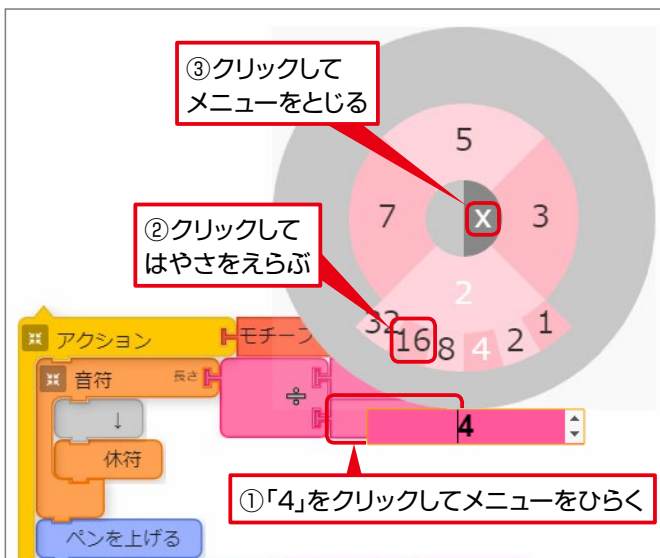 ③クリックして
メニューをとじる
5
7
X
3
②クリックして
はやさをえらぶ
2
32
16
8
4
2
1
アクション
モチーフ
音符
長さ
÷
↓
4
休符
①「4」をクリックしてメニューをひらく
ペンを上げる